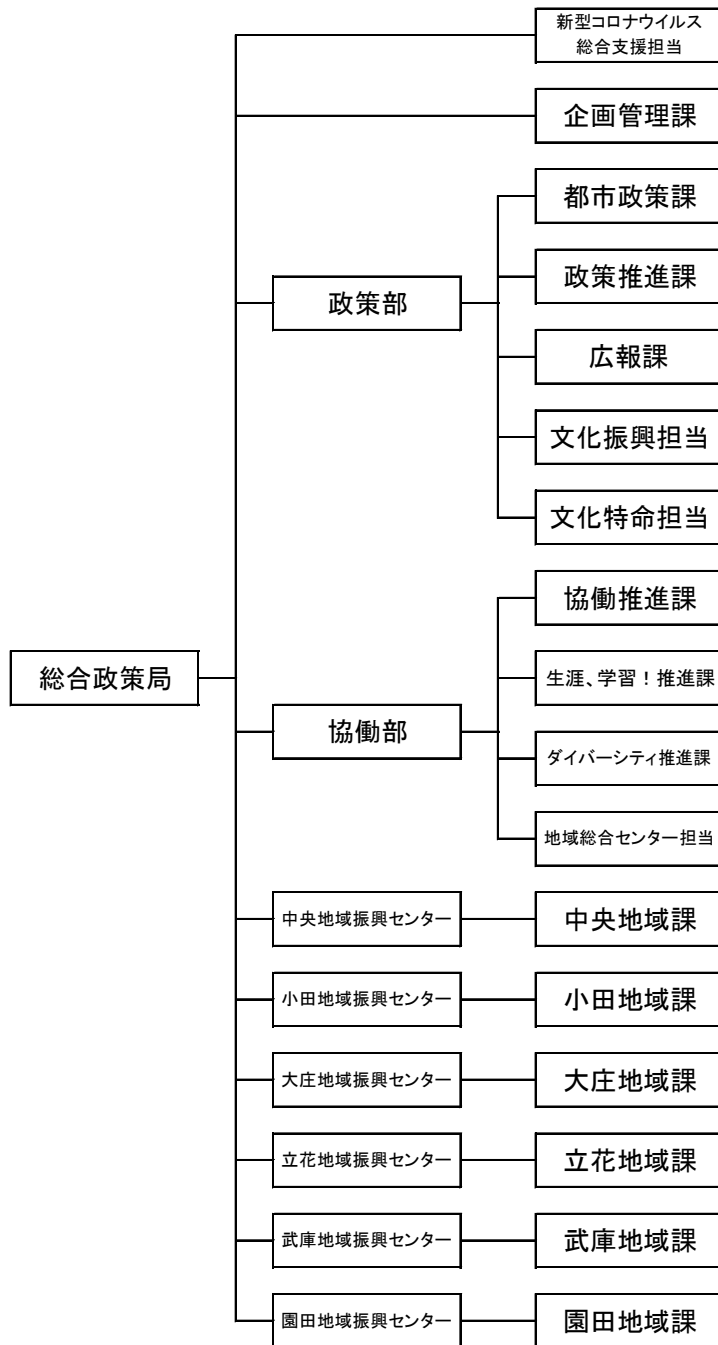 新型コロナウイルス
総合支援担当
企画管理課
都市政策課
政策推進課
政策部
広報課
文化振興担当
文化特命担当
協働推進課
総合政策局
生涯、学習！推進課
協働部
ダイバーシティ推進課
地域総合センター担当
中央地域振興センター
中央地域課
小田地域振興センター
小田地域課
大庄地域振興センター
大庄地域課
立花地域振興センター
立花地域課
武庫地域振興センター
武庫地域課
園田地域振興センター
園田地域課